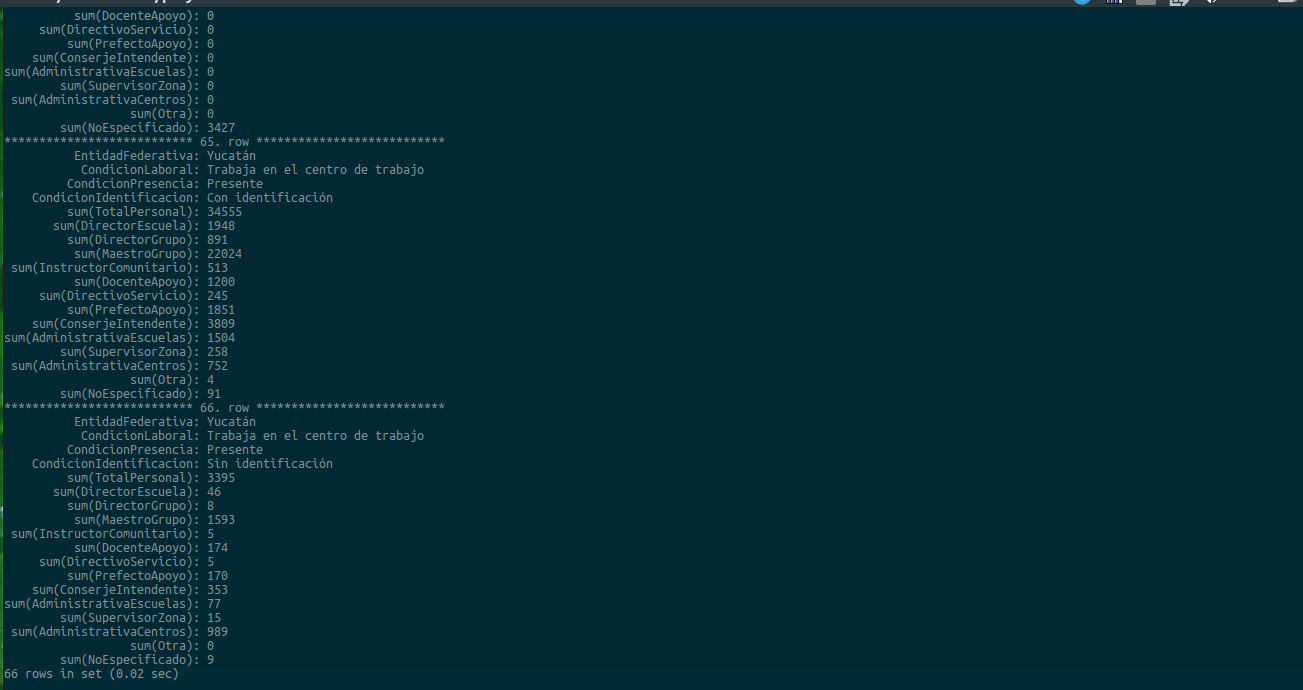 sum(DocenteApoyo): 0
sum(DirectivoServicio): 0
sum(PrefectoApoyo): 0
sum(ConserjeIntendente): 0
sum(AdministrativaEscuelas): 0
sum(SupervisorZona): 0
sum(AdministrativaCentros): 0
sum(Otra): 0
sum(NoEspecificado): 3427
*************************** 65. row ***************************
EntidadFederativa: Yucatán
CondicionLaboral: Trabaja en el centro de trabajo
CondicionPresencia: Presente
CondicionIdentificacion: Con identificación
sum(TotalPersonal): 34555
sum(DirectorEscuela): 1948
sum(DirectorGrupo): 891
sum(MaestroGrupo): 22024
sum(InstructorComunitario): 513
sum(DocenteApoyo): 1200
sum(DirectivoServicio): 245
sum(PrefectoApoyo): 1851
sum(ConserjeIntendente): 3809
sum(AdministrativaEscuelas): 1504
sum(SupervisorZona): 258
sum(AdministrativaCentros): 752
sum(Otra): 4
sum(NoEspecificado): 91
*************************** 66. row ***************************
EntidadFederativa: Yucatán
CondicionLaboral: Trabaja en el centro de trabajo
CondicionPresencia: Presente
CondicionIdentificacion: Sin identificación
sum(TotalPersonal): 3395
sum(DirectorEscuela): 46
sum(DirectorGrupo): 8
sum(MaestroGrupo): 1593
sum(InstructorComunitario): 5
sum(DocenteApoyo): 174
sum(DirectivoServicio): 5
sum(PrefectoApoyo): 170
sum(ConserjeIntendente): 353
sum(AdministrativaEscuelas): 77
sum(SupervisorZona): 15
sum(AdministrativaCentros): 989
sum(Otra): 0
sum(NoEspecificado): 9
66 rows in set (0.02 sec)